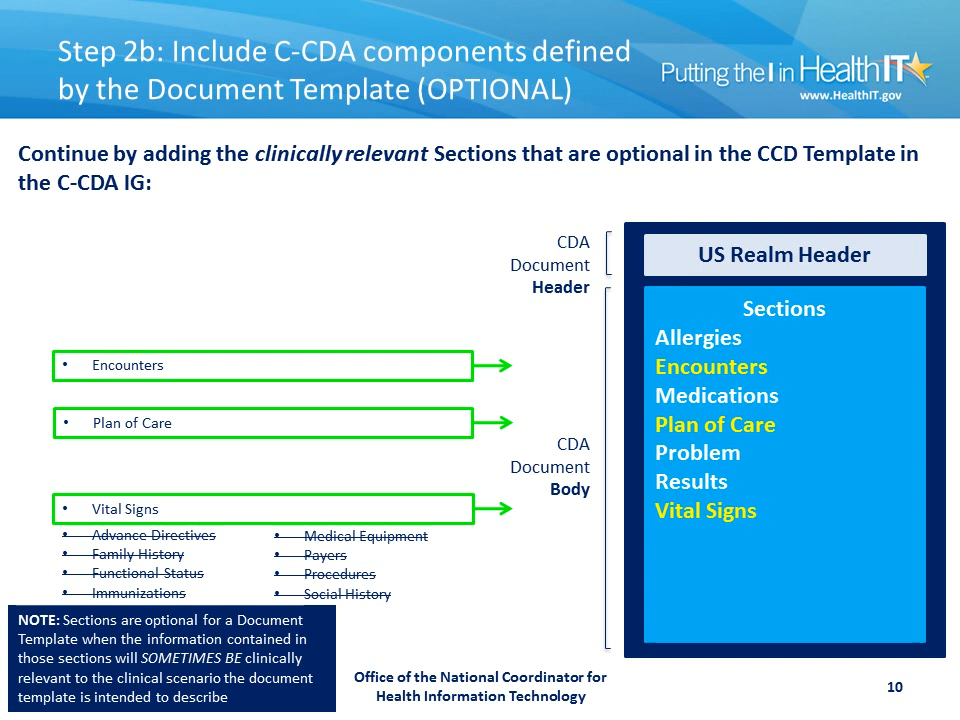 Step 2b: Include C-CDA components defined
by the Document Template (OPTIONAL)
Putting the I in HealthIT
www.HealthIT.gov
Continue by adding the clinically relevant Sections that are optional in the CCD Template in
the C-CDA IG:
CDA
Document
Header
US Realm Header
Sections
Allergies
Encounters
Medications
Plan of Care
Problem
Results
Vital Signs
• Encounters
• Plan of Care
• Vital Signs
CDA
Document
Body
• Advance Directives
• Family History
• Functional Status
• Immunizations
• Medical Equipment
• Payers
• Procedures
• Social History
NOTE: Sections are optional for a Document
Template when the information contained in
those sections will SOMETIMES BE clinically
relevant to the clinical scenario the document
template is intended to describe
Office of the National Coordinator for
Health Information Technology
10